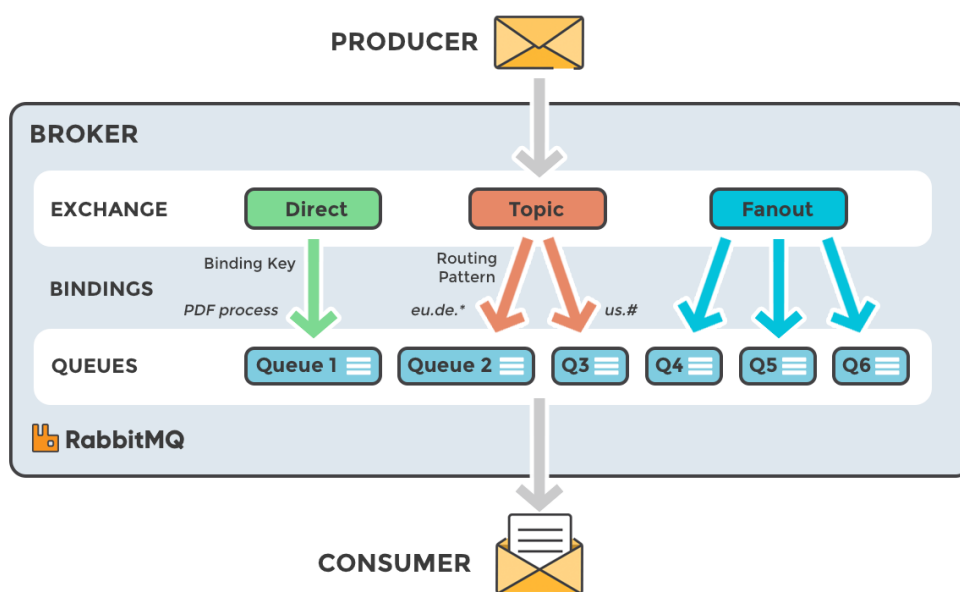 PRODUCER
BROKER
EXCHANGE
Direct
Topic
Fanout
BINDINGS
Binding Key
PDF process
Routing
Pattern
eu.de.*
us.#
QUEUES
Queue 1
Queue 2
Q3
Q4
Q5
Q6
RabbitMQ
CONSUMER